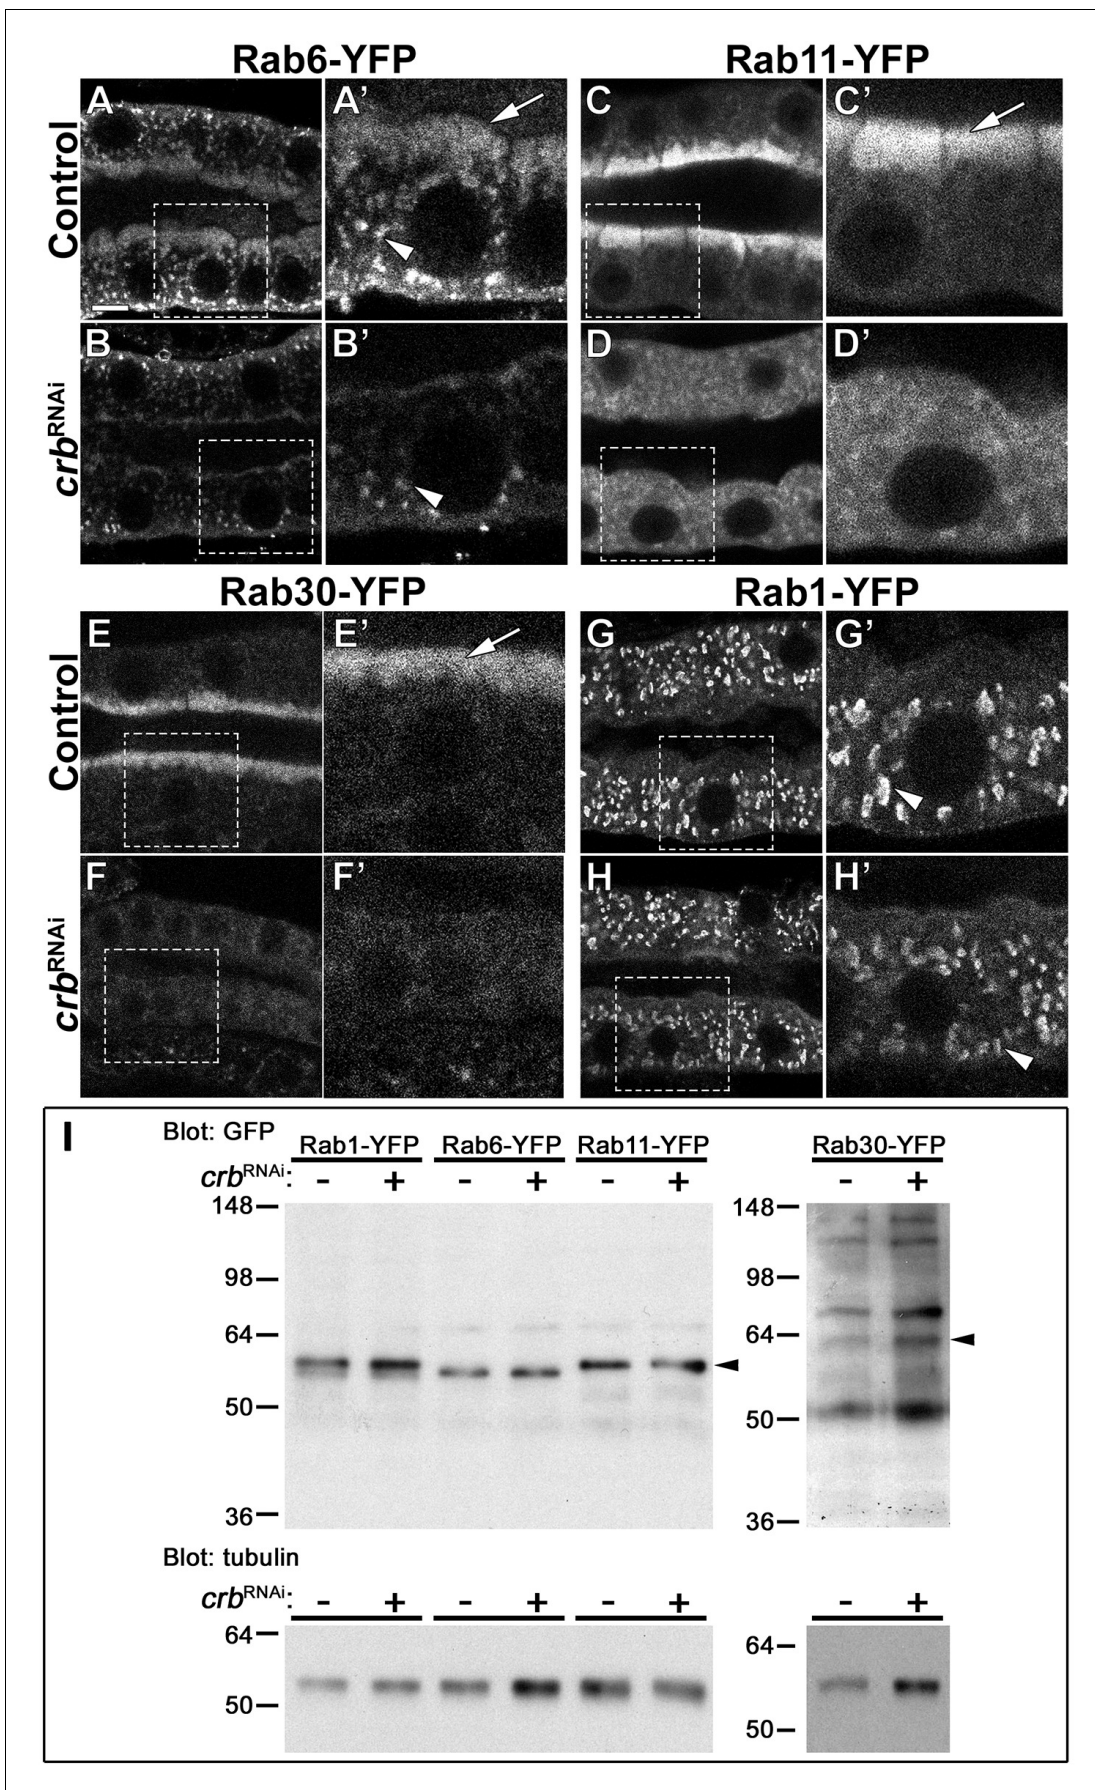 Rab6-YFP Rab11-YFP
Control A A’ C C’
crbRNAi B B’ D D’
Rab30-YFP Rab1-YFP
Control E E’ G G’
crbRNAi F F’ H H’
I Blot: GFP
Rab1-YFP Rab6-YFP Rab11-YFP Rab30-YFP
crbRNAi: - + - + - + - +
148 148
98 98
64 64
50 50
36 36
Blot: tubulin
crbRNAi: - + - + - + - +
64 64
50 50